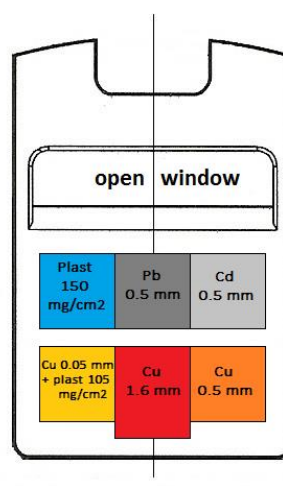 open window
Plast
150
mg/cm2
Pb
0.5 mm
Cd
0.5 mm
Cu 0.05 mm
+ plast 105
mg/cm2
Cu
1.6 mm
Cu
0.5 mm